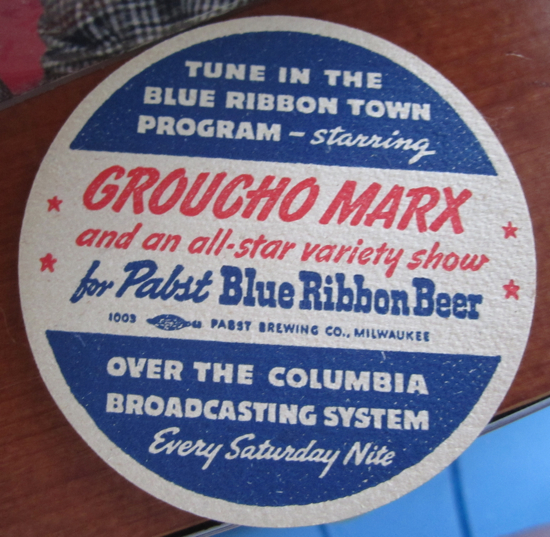 TUNE IN THE
BLUE RIBBON TOWN
PROGRAM - starring
GROUCHO MARX
and an all-star variety show
for Pabst Blue Ribbon Beer
1003 PABST BREWING CO., MILWAUKEE
OVER THE COLUMBIA
BROADCASTING SYSTEM
Every Saturday Nite